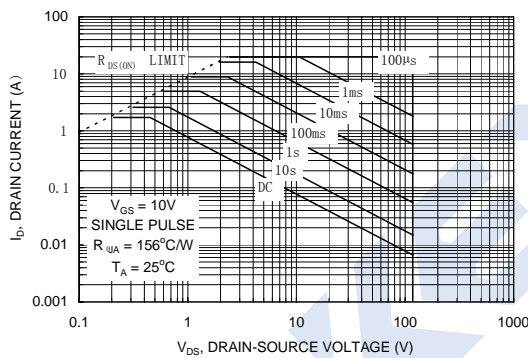 100
10
1
0.1
0.01
0.001
I_D, DRAIN CURRENT (A)
R_DS(ON) LIMIT
100µs
1ms
10ms
100ms
1s
10s
DC
V_GS = 10V
SINGLE PULSE
R_θJA = 156°C/W
T_A = 25°C
0.1 1 10 100 1000
V_DS, DRAIN-SOURCE VOLTAGE (V)